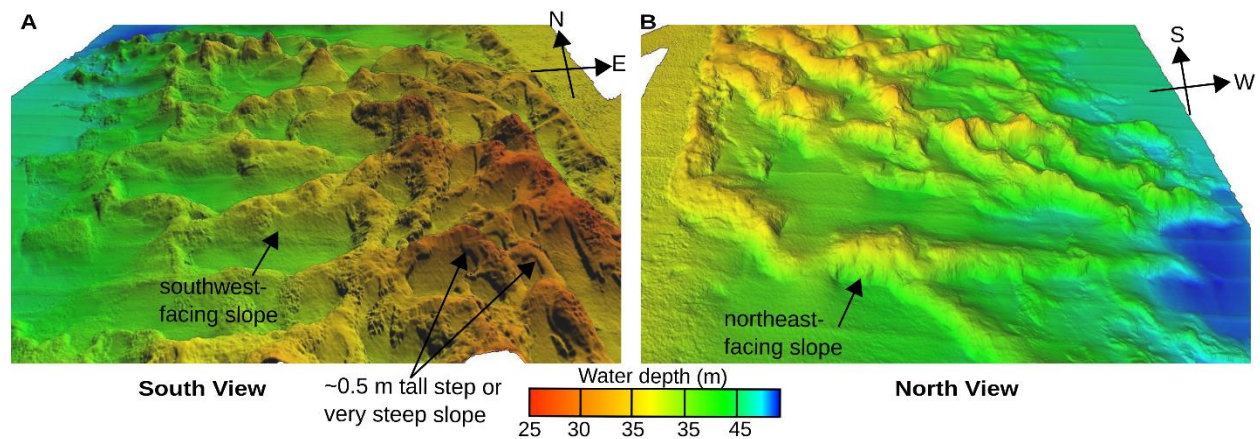 A
N
E
southwest-
facing slope
South View
~0.5 m tall step or
very steep slope
B
S
W
northeast-
facing slope
North View
Water depth (m)
25 30 35 35 45